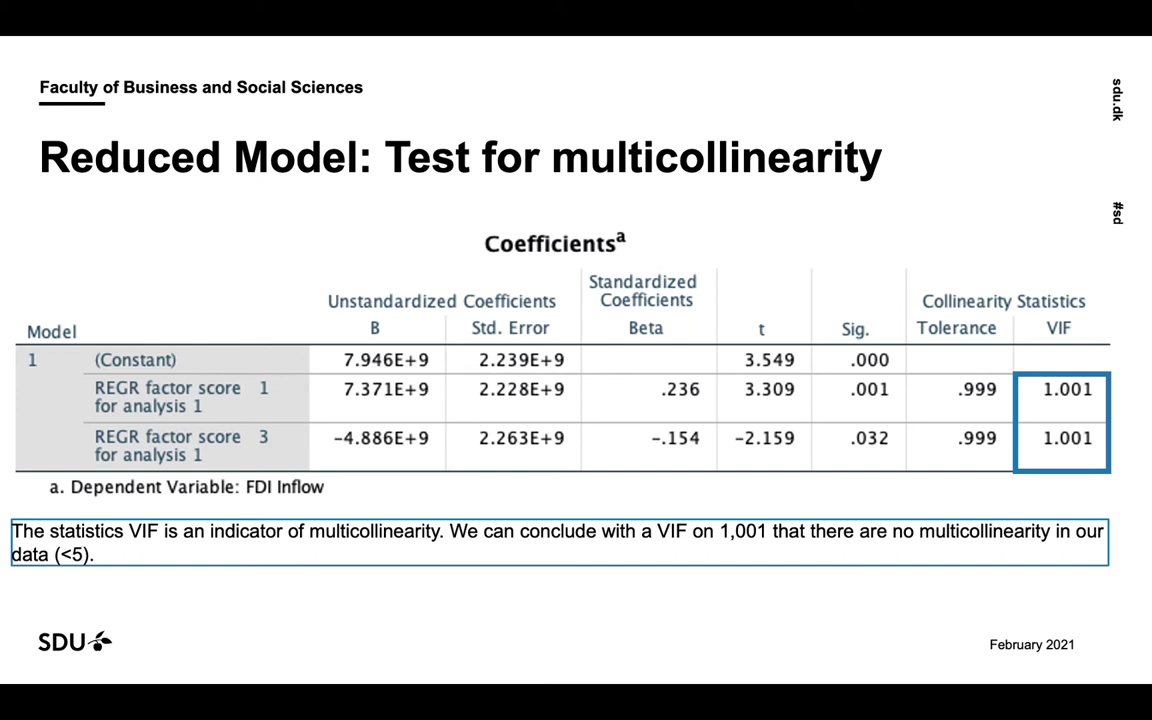 Faculty of Business and Social Sciences
sdu.dk
Reduced Model: Test for multicollinearity
#sd
Coefficientsa
Standardized
Unstandardized Coefficients Coefficients Collinearity Statistics
Model B Std. Error Beta t Sig. Tolerance VIF
1 (Constant) 7.946E+9 2.239E+9 3.549 .000
REGR factor score 1 7.371E+9 2.228E+9 .236 3.309 .001 .999 1.001
for analysis 1
REGR factor score 3 −4.886E+9 2.263E+9 −.154 −2.159 .032 .999 1.001
for analysis 1
a. Dependent Variable: FDI Inflow
The statistics VIF is an indicator of multicollinearity. We can conclude with a VIF on 1,001 that there are no multicollinearity in our
data (<5).
SDU
February 2021